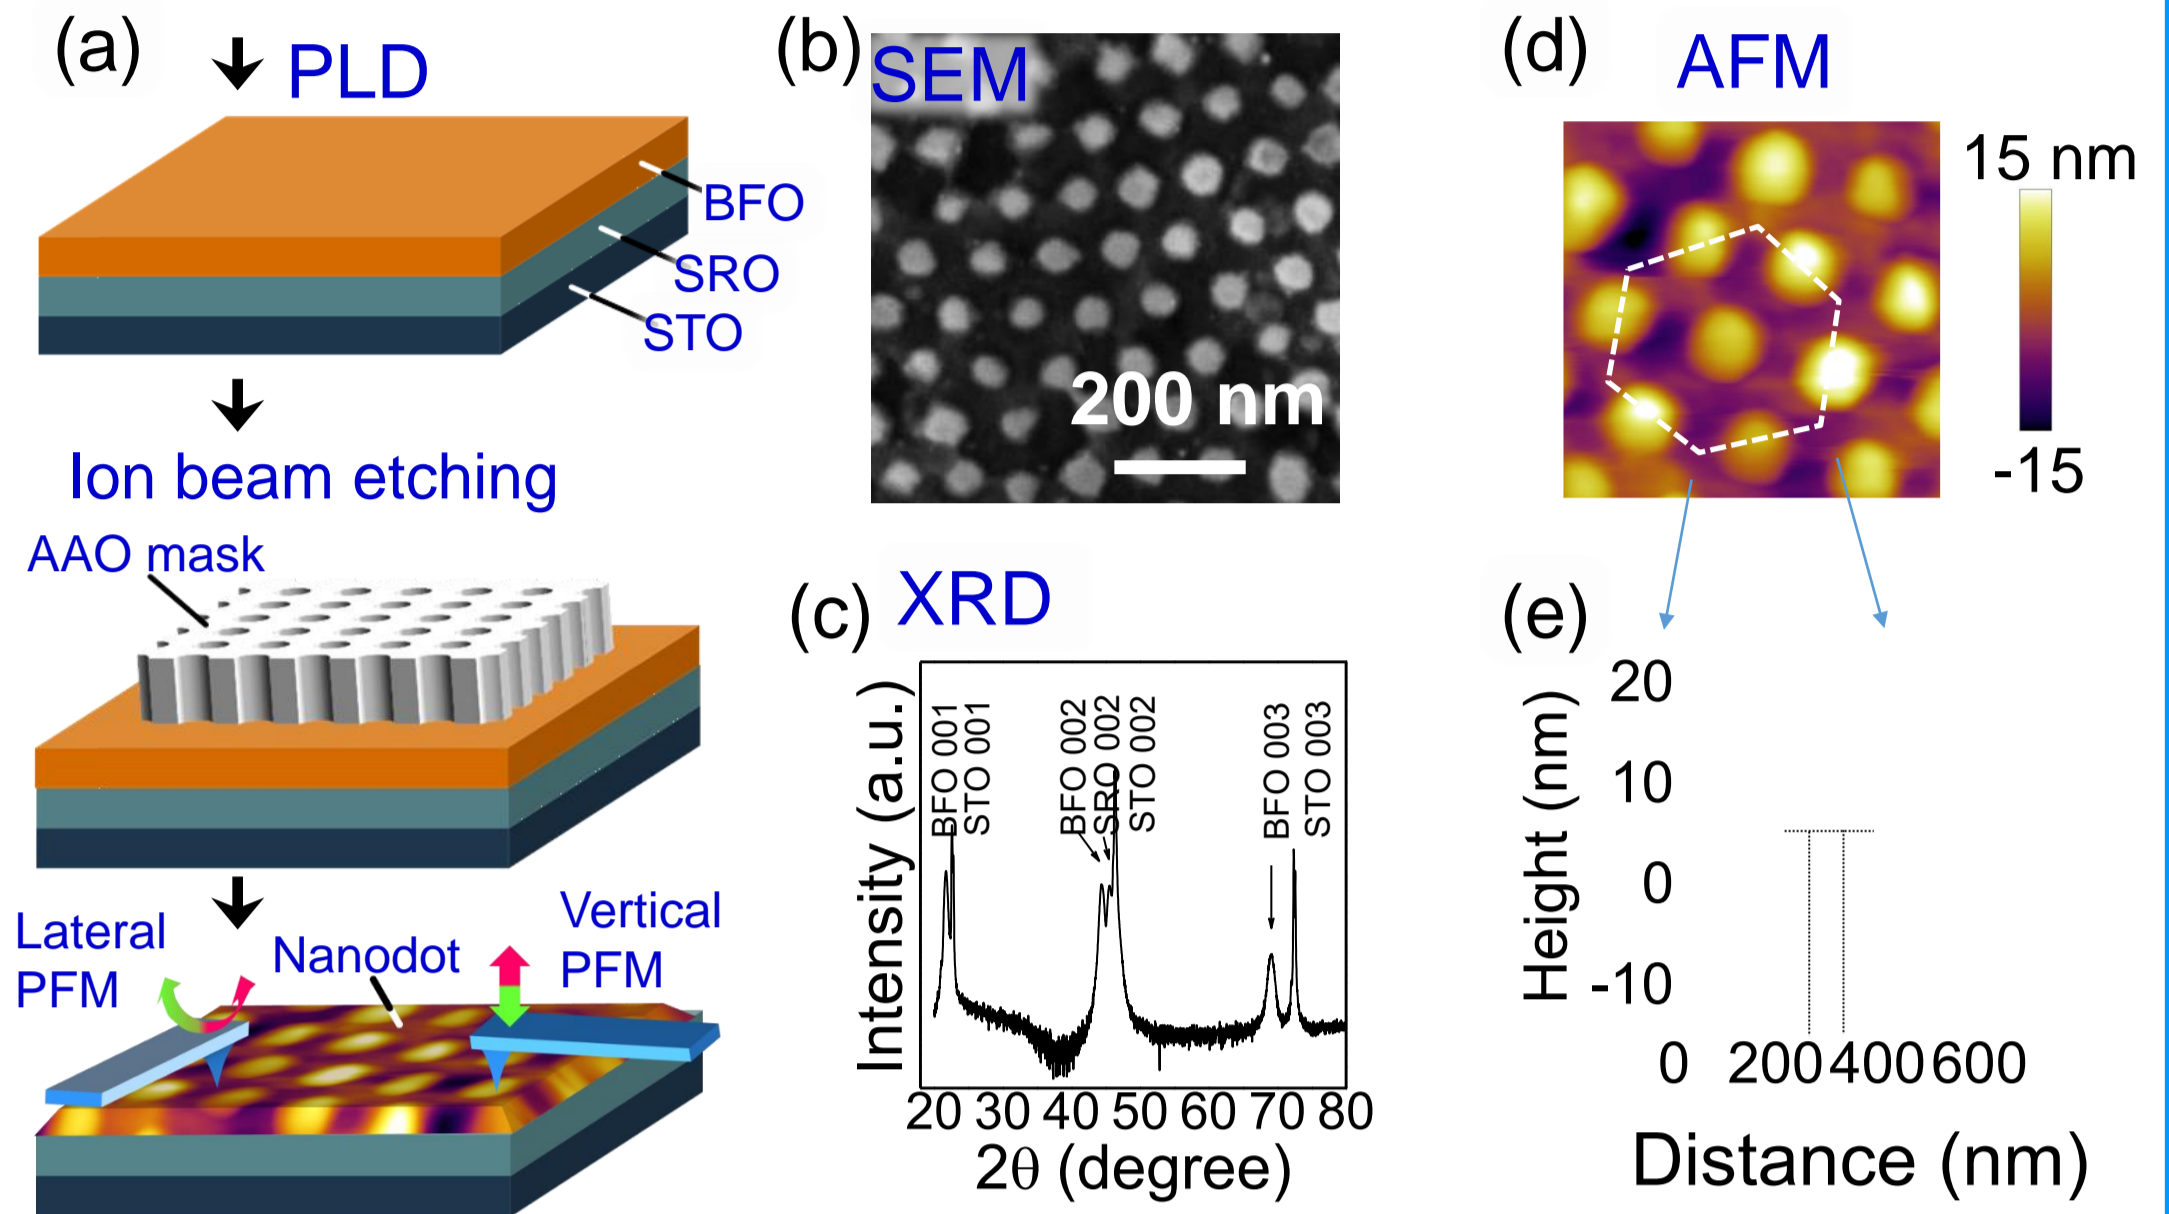 (a)
PLD
BFO
SRO
STO
Ion beam etching
AAO mask
Lateral
PFM
Nanodot
Vertical
PFM
(b)
SEM
200 nm
(c)
XRD
Intensity (a.u.)
BFO 001
STO 001
BFO 002
SRO 002
STO 002
BFO 003
STO 003
20 30 40 50 60 70 80
2θ (degree)
(d)
AFM
15 nm
-15
(e)
Height (nm)
20
10
0
-10
0 200 400 600
Distance (nm)